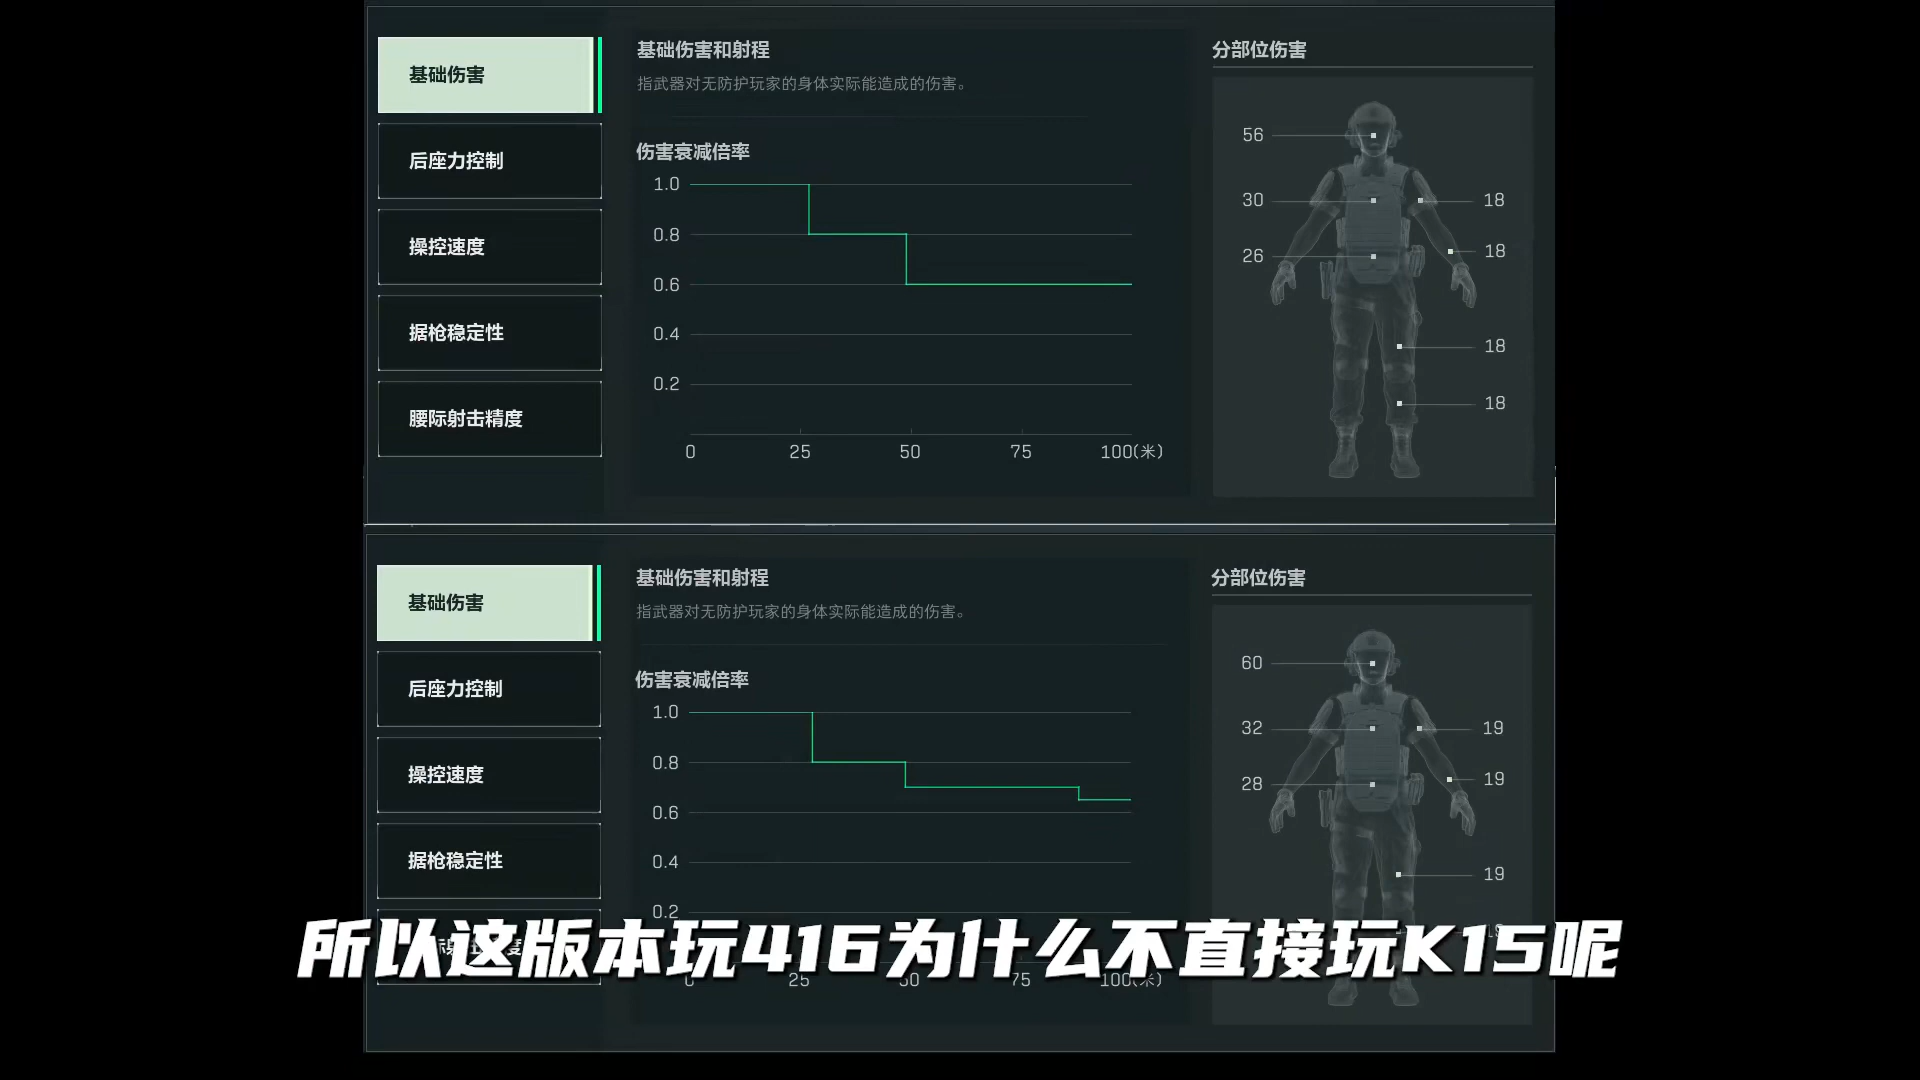 基础伤害
后座力控制
操控速度
据枪稳定性
腰际射击精度
基础伤害和射程
指武器对无防护玩家的身体实际能造成的伤害。
伤害衰减倍率
1.0
0.8
0.6
0.4
0.2
0 25 50 75 100(米)
分部位伤害
56
30 18
26 18
18
18
基础伤害
后座力控制
操控速度
据枪稳定性
基础伤害和射程
指武器对无防护玩家的身体实际能造成的伤害。
伤害衰减倍率
1.0
0.8
0.6
0.4
0.2
0 25 50 75 100(米)
分部位伤害
60
32 19
28 19
19
所以这版本玩416为什么不直接玩K15呢